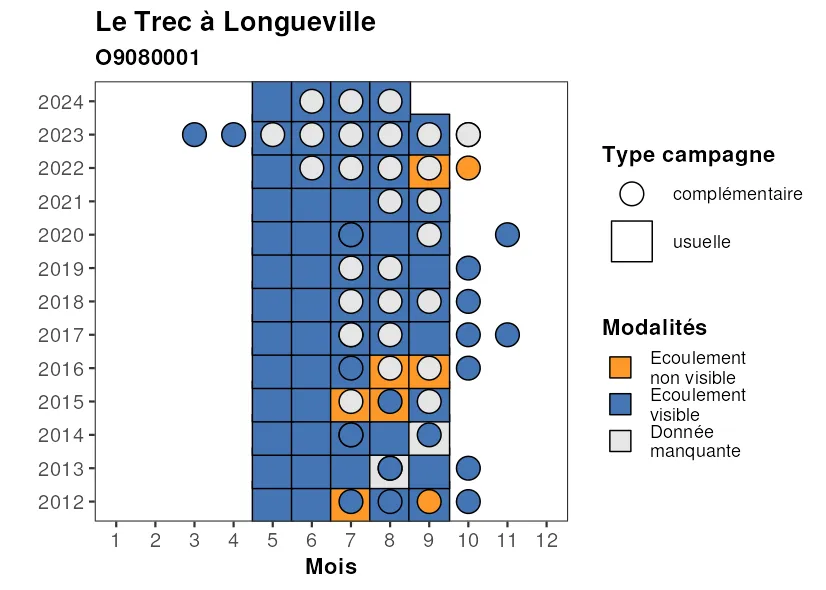 Le Trec à Longueville
O9080001
2024
2023
2022
2021
2020
2019
2018
2017
2016
2015
2014
2013
2012
1 2 3 4 5 6 7 8 9 10 11 12
Mois
Type campagne
complémentaire
usuelle
Modalités
Ecoulement
non visible
Ecoulement
visible
Donnée
manquante